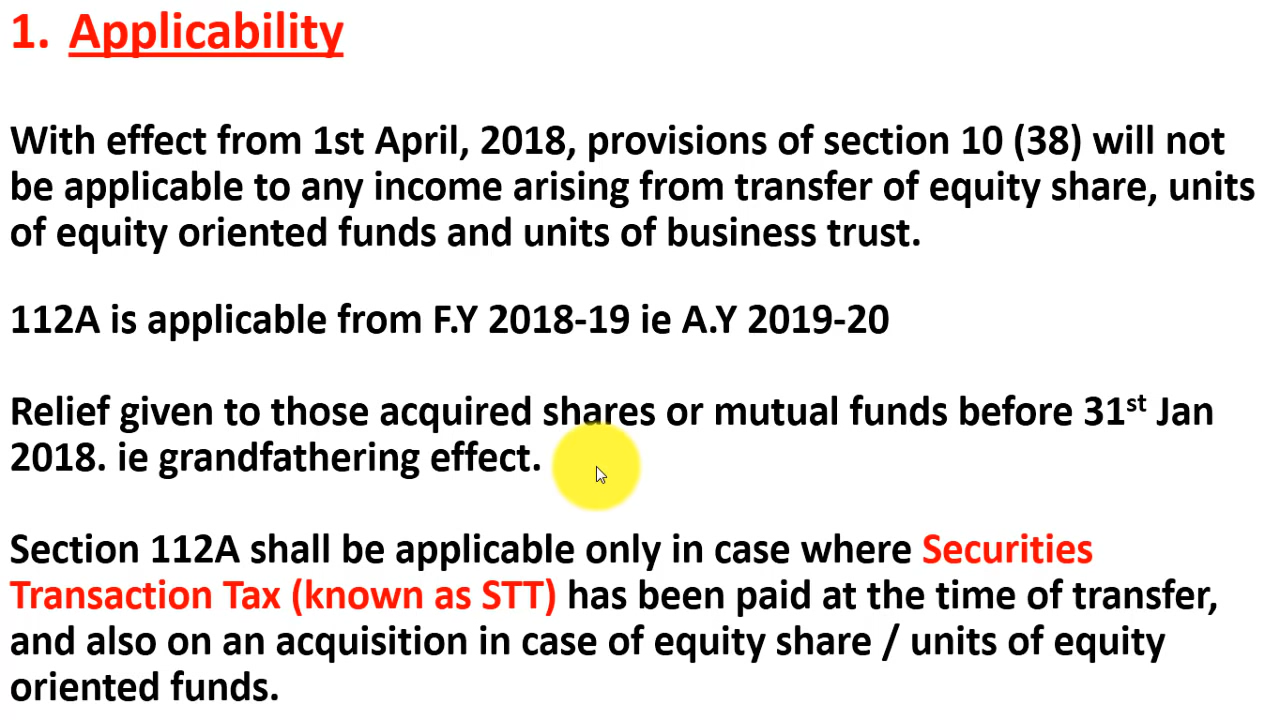 1. Applicability
With effect from 1st April, 2018, provisions of section 10 (38) will not
be applicable to any income arising from transfer of equity share, units
of equity oriented funds and units of business trust.
112A is applicable from F.Y 2018-19 ie A.Y 2019-20
Relief given to those acquired shares or mutual funds before 31st Jan
2018. ie grandfathering effect.
Section 112A shall be applicable only in case where Securities
Transaction Tax (known as STT) has been paid at the time of transfer,
and also on an acquisition in case of equity share / units of equity
oriented funds.